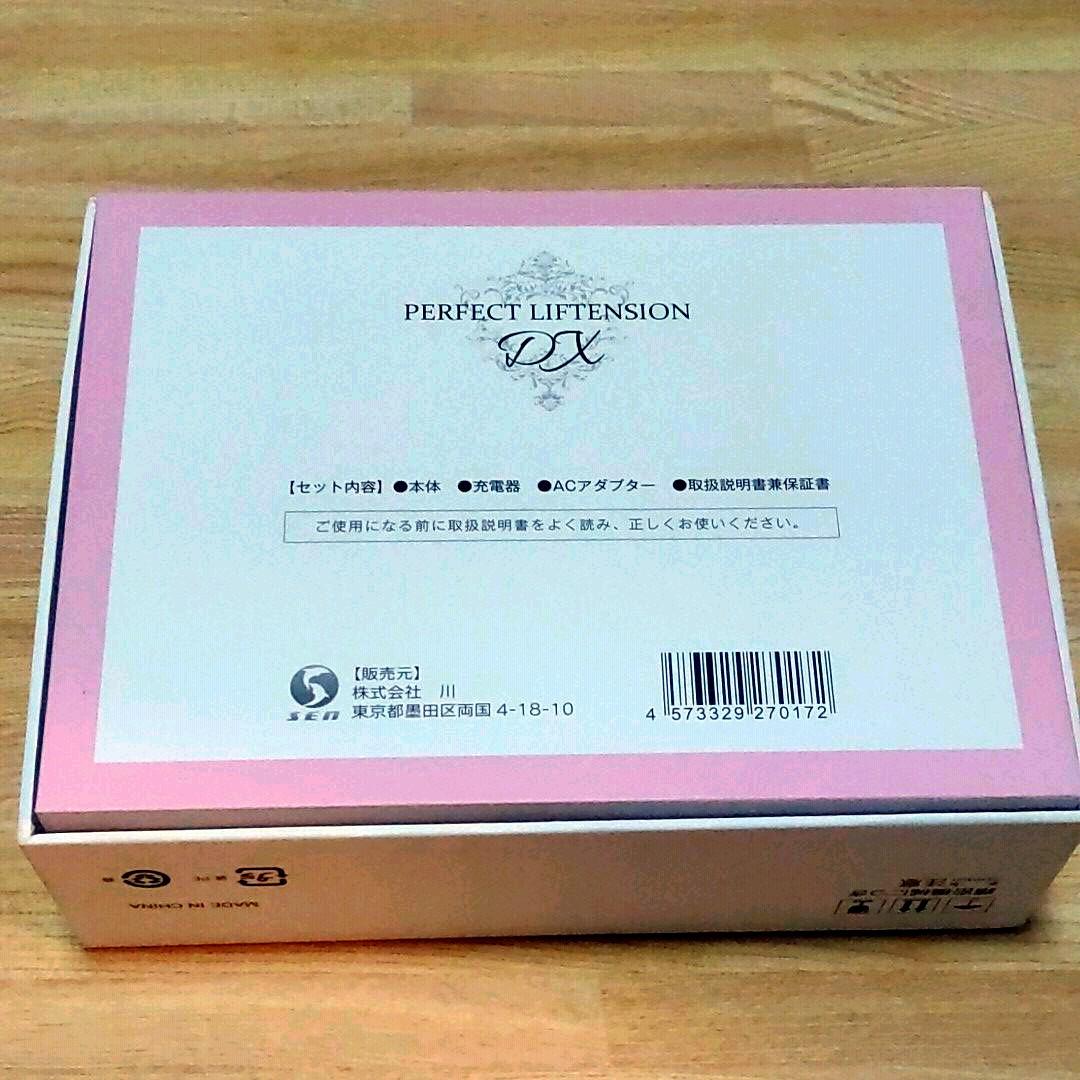 PERFECT LIFTENSION
DX
【セット内容】●本体 ●充電器 ●ACアダプター ●取扱説明書兼保証書
ご使用になる前に取扱説明書をよく読み、正しくお使いください。
【販売元】
株式会社 川
東京都墨田区両国4-18-10
SEN
4 573329 270172
MADE IN CHINA